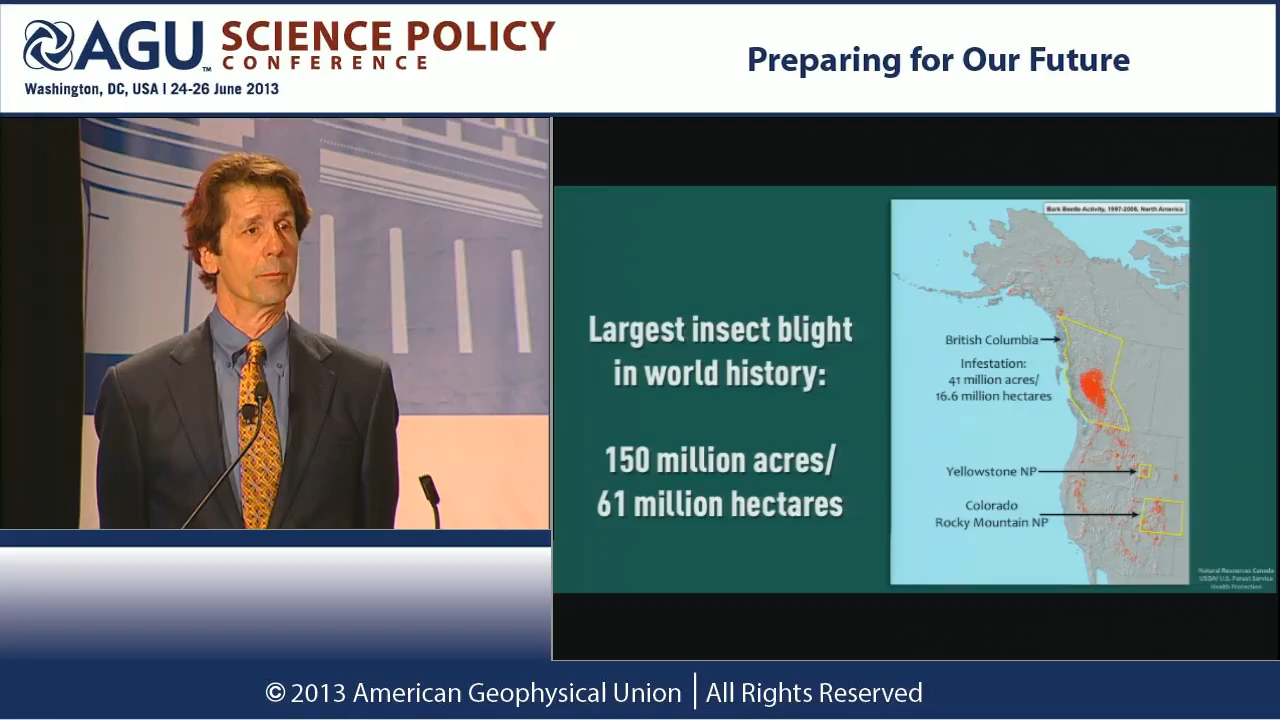 AGU SCIENCE POLICY
CONFERENCE
TM
Washington, DC, USA | 24-26 June 2013
Preparing for Our Future
Largest insect blight
in world history:
150 million acres/
61 million hectares
Bark Beetle Activity, 1997-2008, North America
British Columbia
Infestation:
41 million acres/
16.6 million hectares
Yellowstone NP
Colorado
Rocky Mountain NP
Natural Resources Canada
USDA/ U.S. Forest Service
Health Protection
© 2013 American Geophysical Union | All Rights Reserved